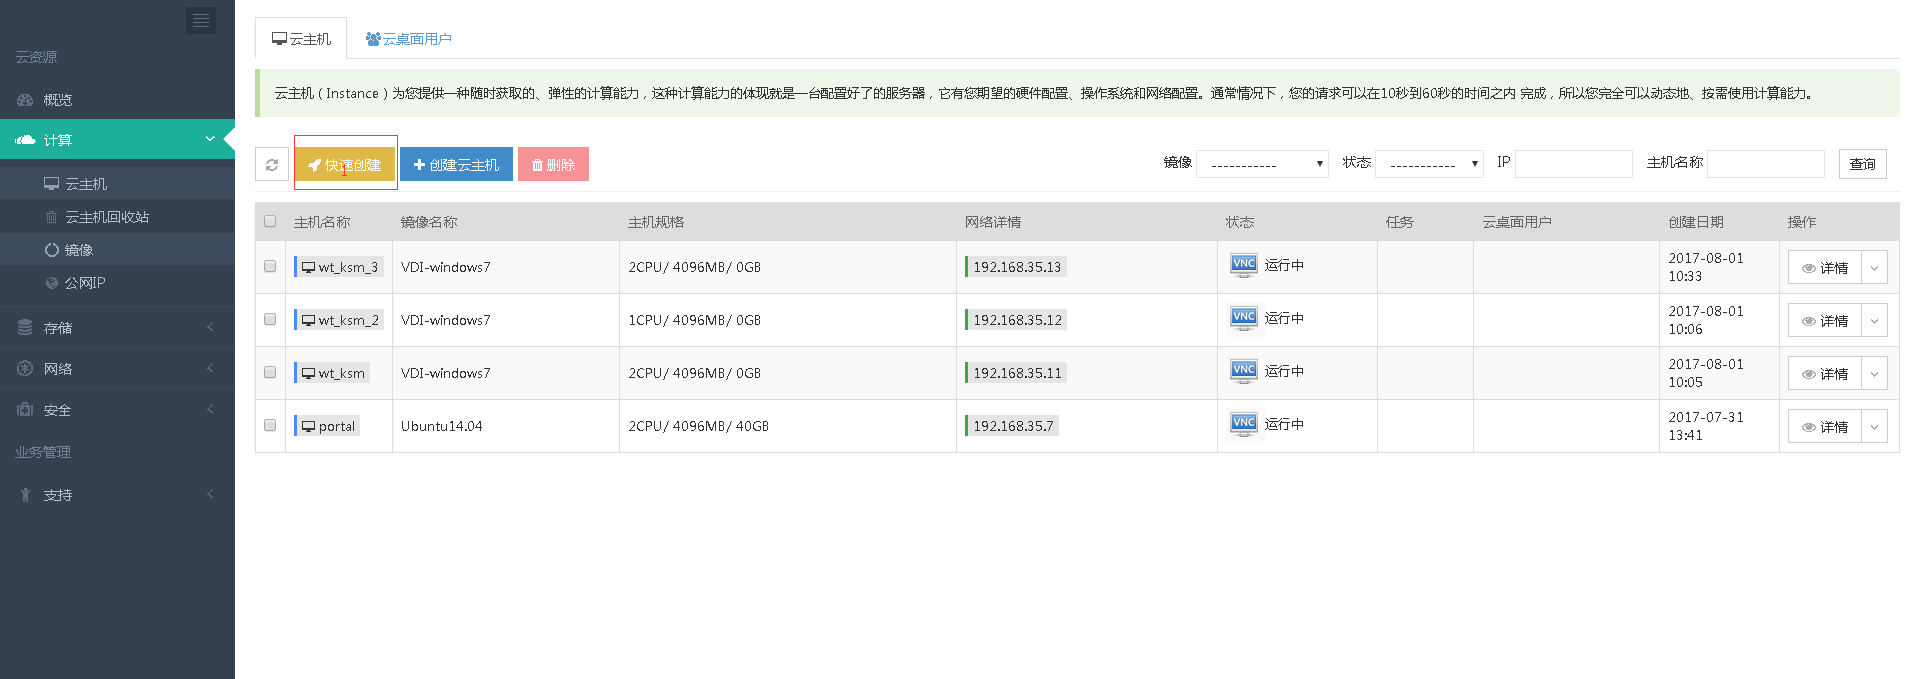 云资源
概览
计算
云主机
云主机回收站
镜像
公网IP
存储
网络
安全
业务管理
支持
云主机 云桌面用户
云主机（Instance）为您提供一种随时获取的、弹性的计算能力，这种计算能力的体现就是一台配置好了的服务器，它有您期望的硬件配置、操作系统和网络配置。通常情况下，您的请求可以在10秒到60秒的时间之内 完成，所以您完全可以动态地、按需使用计算能力。
快速创建 创建云主机 删除 镜像 ----------- 状态 ----------- IP 主机名称 查询
主机名称 镜像名称 主机规格 网络详情 状态 任务 云桌面用户 创建日期 操作
wt_ksm_3 VDI-windows7 2CPU/ 4096MB/ 0GB 192.168.35.13 VNC 运行中 2017-08-01 10:33 详情
wt_ksm_2 VDI-windows7 1CPU/ 4096MB/ 0GB 192.168.35.12 VNC 运行中 2017-08-01 10:06 详情
wt_ksm VDI-windows7 2CPU/ 4096MB/ 0GB 192.168.35.11 VNC 运行中 2017-08-01 10:05 详情
portal Ubuntu14.04 2CPU/ 4096MB/ 40GB 192.168.35.7 VNC 运行中 2017-07-31 13:41 详情